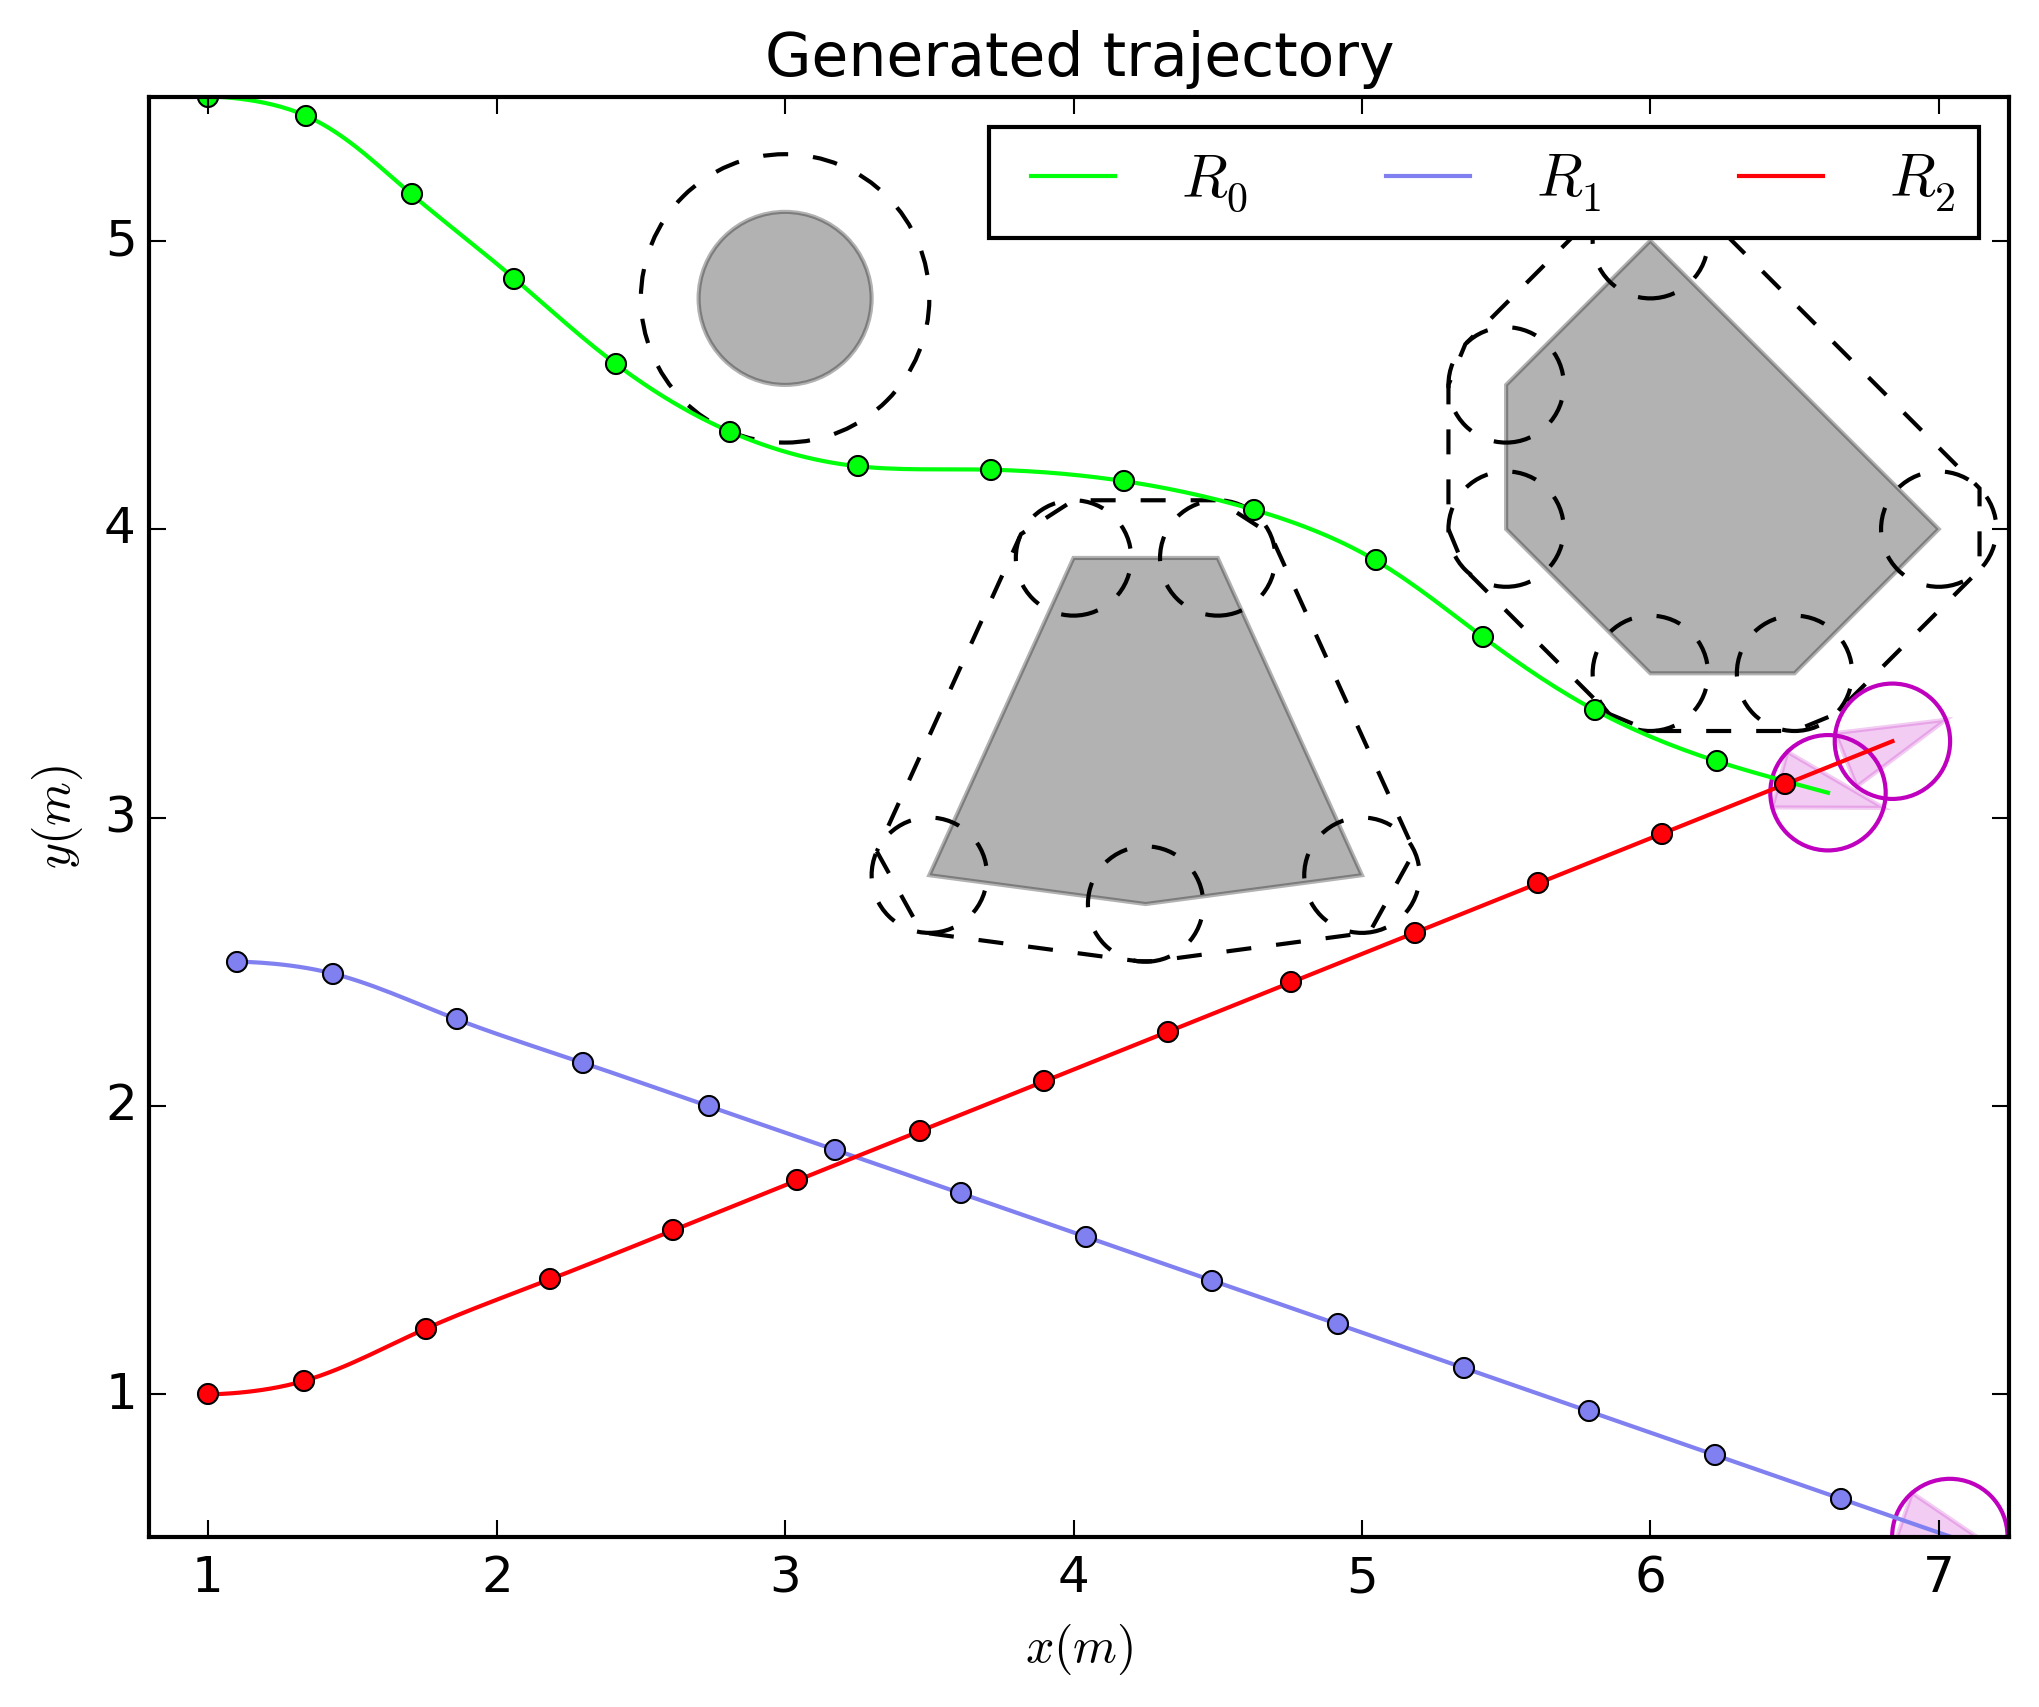 Generated trajectory
R₀ R₁ R₂
5
4
3
2
1
y(m)
1 2 3 4 5 6 7
x(m)